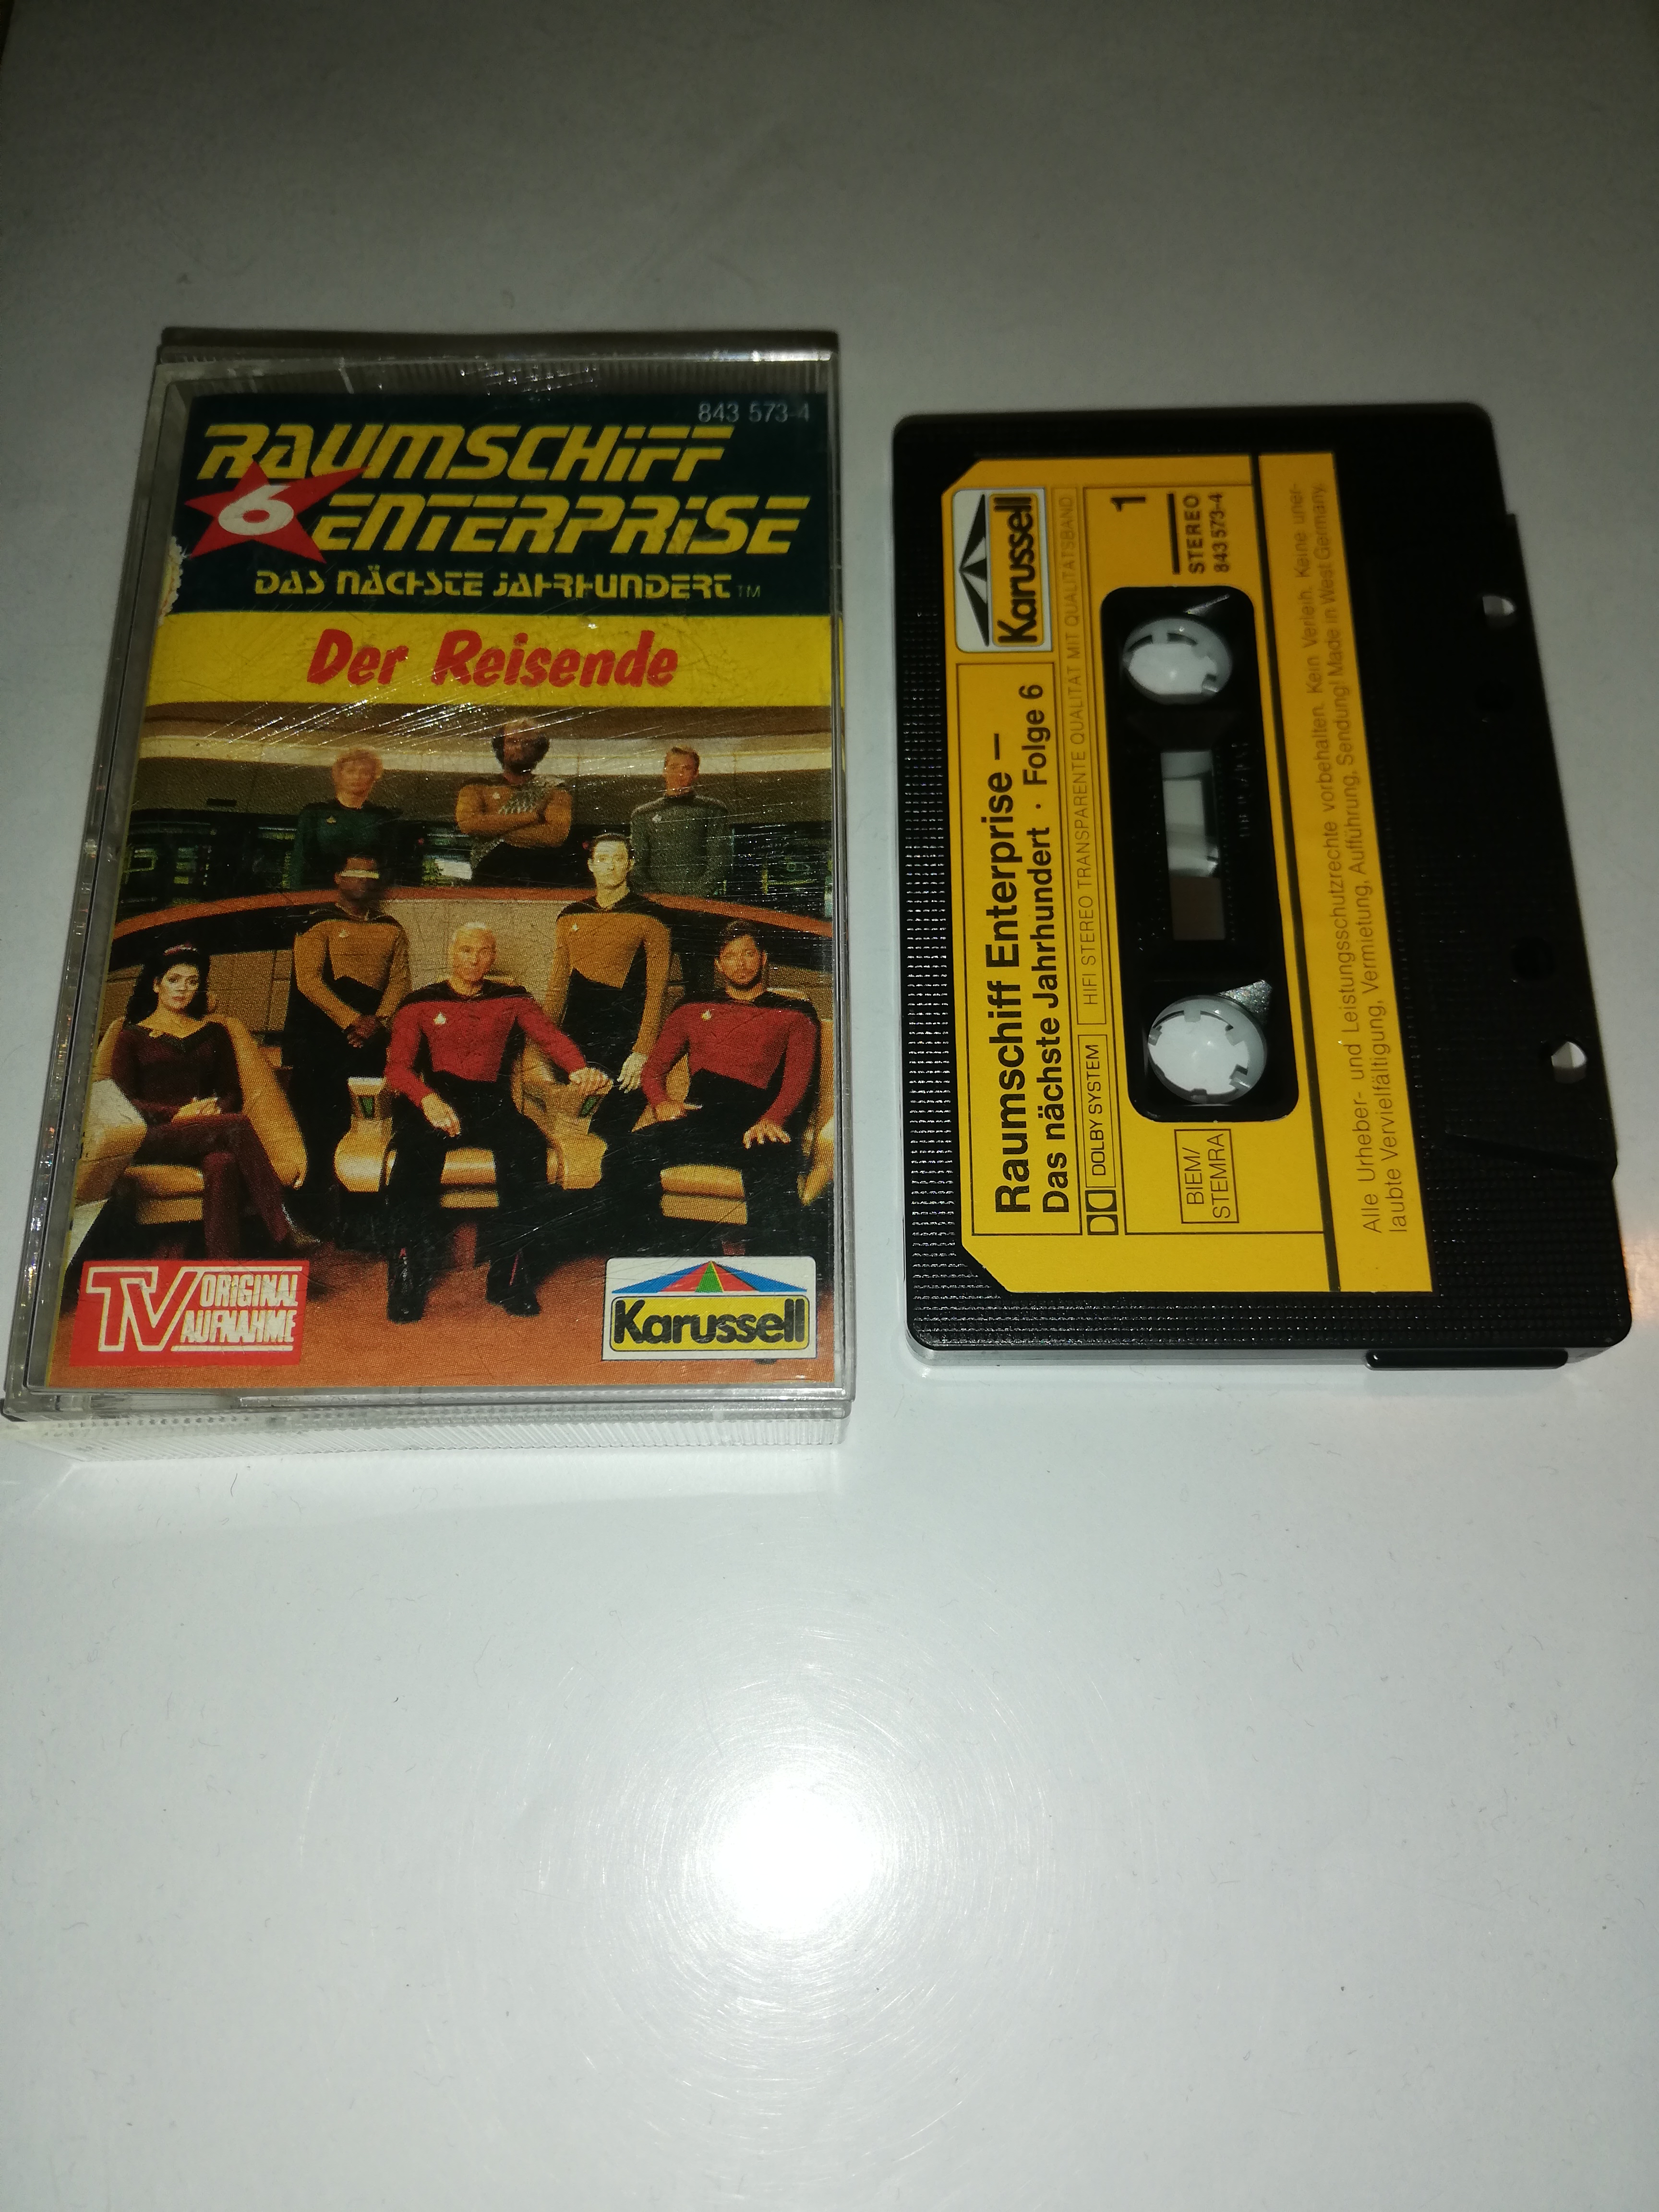 843 573-4
RAUMSCHIFF
6
ENTERPRISE
DAS NÄCHSTE JAHRHUNDERT TM
Der Reisende
TV ORIGINAL
AUFNAHME
Karussell
Karussell
Raumschiff Enterprise –
Das nächste Jahrhundert · Folge 6
DOLBY SYSTEM
HIFI STEREO TRANSPARENTE QUALITÄT MIT QUALITÄTSBAND
1
STEREO
843 573-4
BIEM/
STEMRA
Alle Urheber- und Leistungsschutzrechte vorbehalten. Kein Verleih. Keine uner-
laubte Vervielfältigung, Vermietung, Aufführung, Sendung! Made in West Germany.